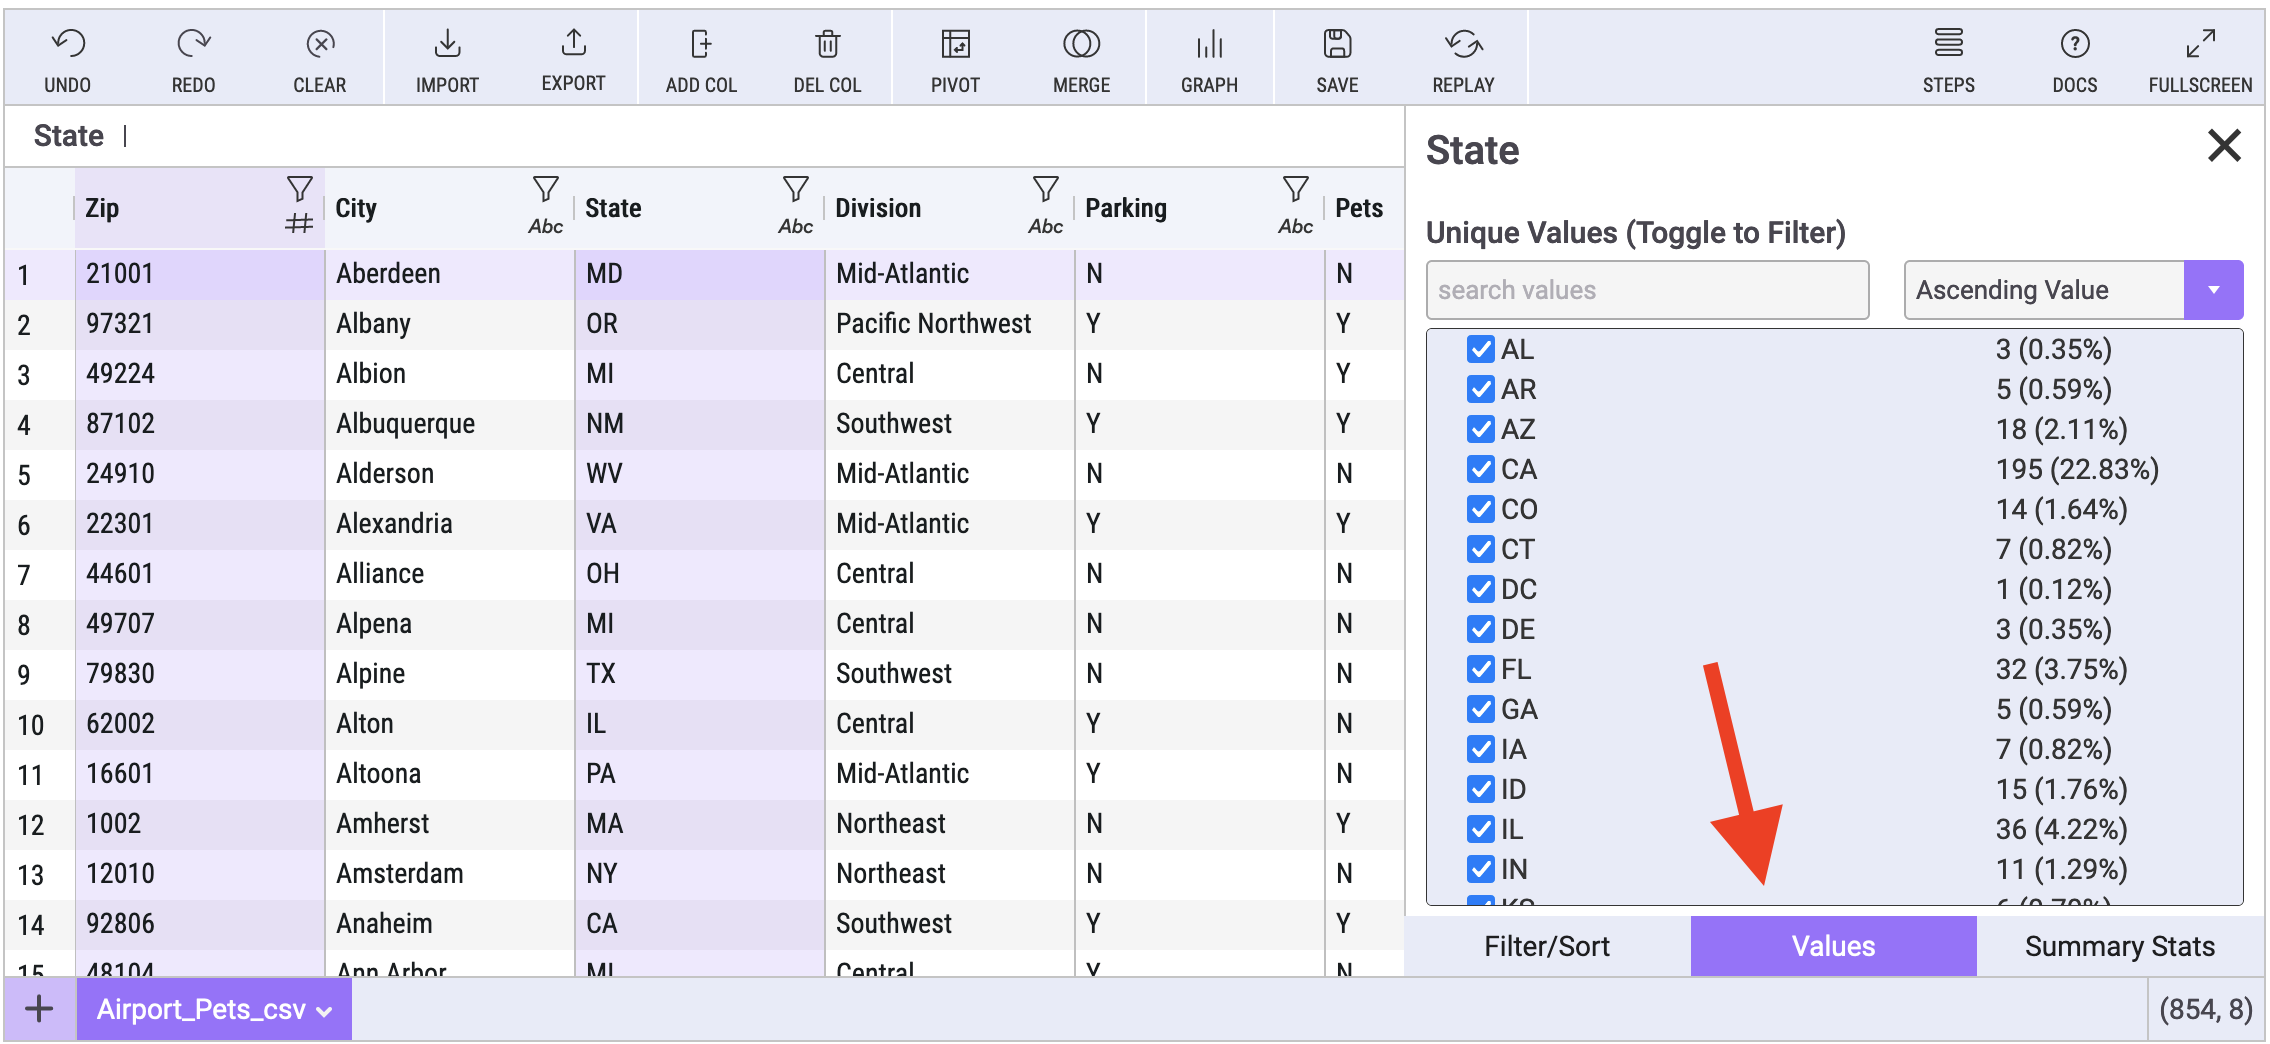 UNDO REDO CLEAR IMPORT EXPORT ADD COL DEL COL PIVOT MERGE GRAPH SAVE REPLAY STEPS DOCS FULLSCREEN
State
Zip # City Abc State Abc Division Abc Parking Abc Pets
1 21001 Aberdeen MD Mid-Atlantic N N
2 97321 Albany OR Pacific Northwest Y Y
3 49224 Albion MI Central N Y
4 87102 Albuquerque NM Southwest Y Y
5 24910 Alderson WV Mid-Atlantic N N
6 22301 Alexandria VA Mid-Atlantic Y Y
7 44601 Alliance OH Central N N
8 49707 Alpena MI Central N N
9 79830 Alpine TX Southwest N N
10 62002 Alton IL Central Y N
11 16601 Altoona PA Mid-Atlantic Y N
12 1002 Amherst MA Northeast N Y
13 12010 Amsterdam NY Northeast N N
14 92806 Anaheim CA Southwest Y Y
15 48104 Ann Arbor MI Central Y N
State
Unique Values (Toggle to Filter)
search values Ascending Value
AL 3 (0.35%)
AR 5 (0.59%)
AZ 18 (2.11%)
CA 195 (22.83%)
CO 14 (1.64%)
CT 7 (0.82%)
DC 1 (0.12%)
DE 3 (0.35%)
FL 32 (3.75%)
GA 5 (0.59%)
IA 7 (0.82%)
ID 15 (1.76%)
IL 36 (4.22%)
IN 11 (1.29%)
KS 6 (0.70%)
Filter/Sort Values Summary Stats
+ Airport_Pets_csv (854, 8)